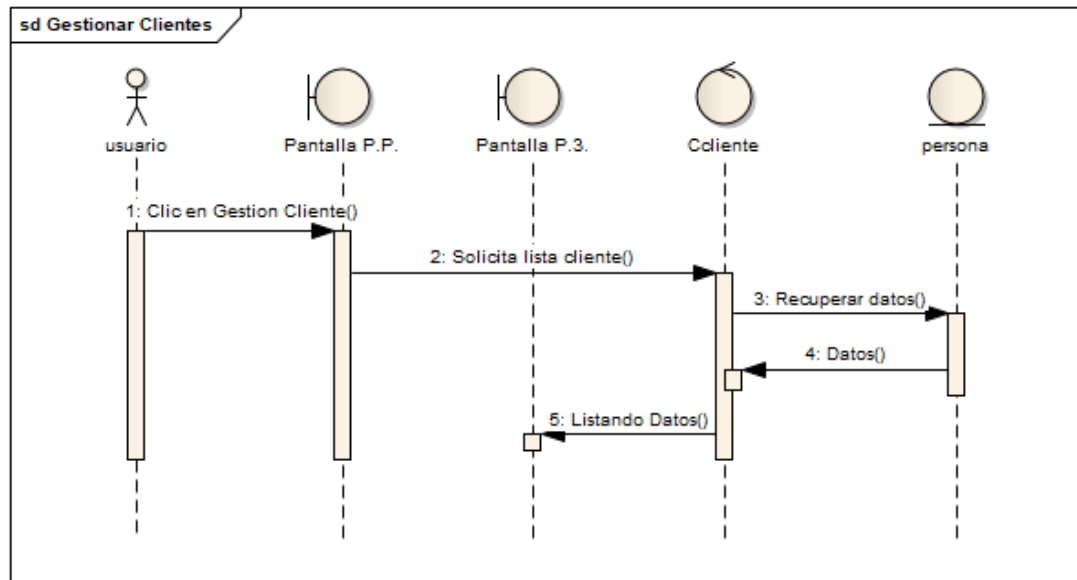 sd Gestionar Clientes
usuario
Pantalla P.P.
Pantalla P.3.
Ccliente
persona
1: Clic en Gestion Cliente()
2: Solicita lista cliente()
3: Recuperar datos()
4: Datos()
5: Listando Datos()